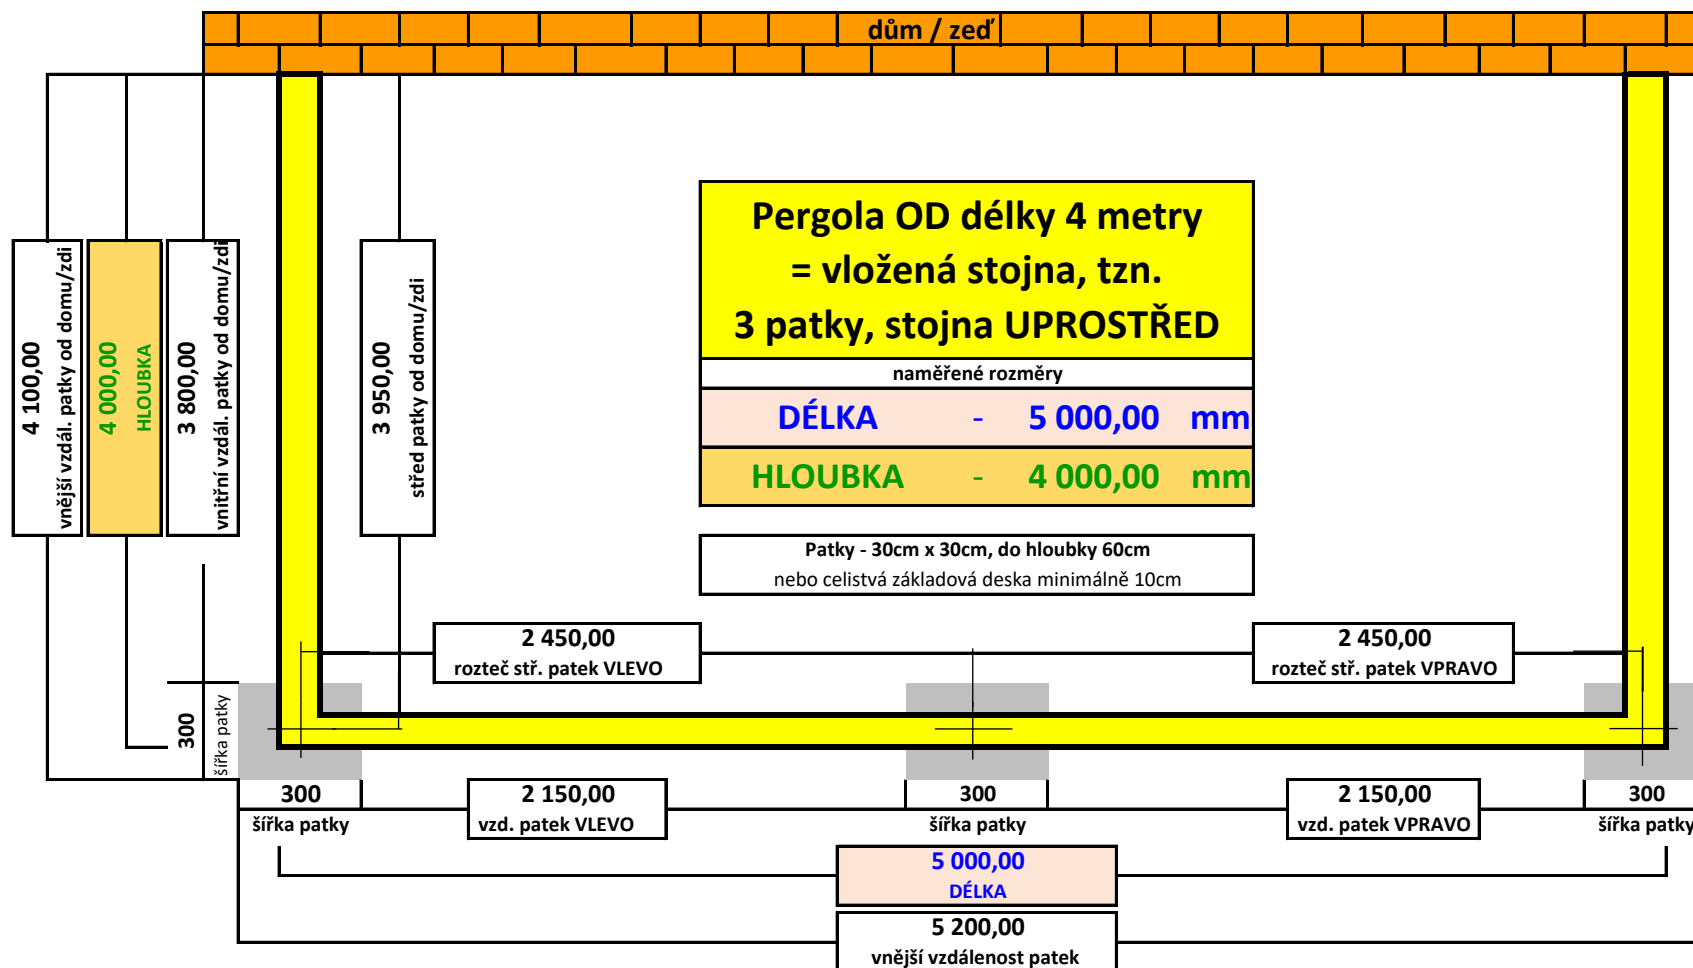 dům / zeď
Pergola OD délky 4 metry
= vložená stojna, tzn.
3 patky, stojna UPROSTŘED
naměřené rozměry
DÉLKA - 5 000,00 mm
HLOUBKA - 4 000,00 mm
Patky - 30cm x 30cm, do hloubky 60cm
nebo celistvá základová deska minimálně 10cm
4 100,00
vnější vzdál. patky od domu/zdi
4 000,00
HLOUBKA
3 800,00
vnitřní vzdál. patky od domu/zdi
3 950,00
střed patky od domu/zdi
2 450,00
rozteč stř. patek VLEVO
2 450,00
rozteč stř. patek VPRAVO
300
šířka patky
300
šířka patky
2 150,00
vzd. patek VLEVO
300
šířka patky
2 150,00
vzd. patek VPRAVO
300
šířka patky
5 000,00
DÉLKA
5 200,00
vnější vzdálenost patek